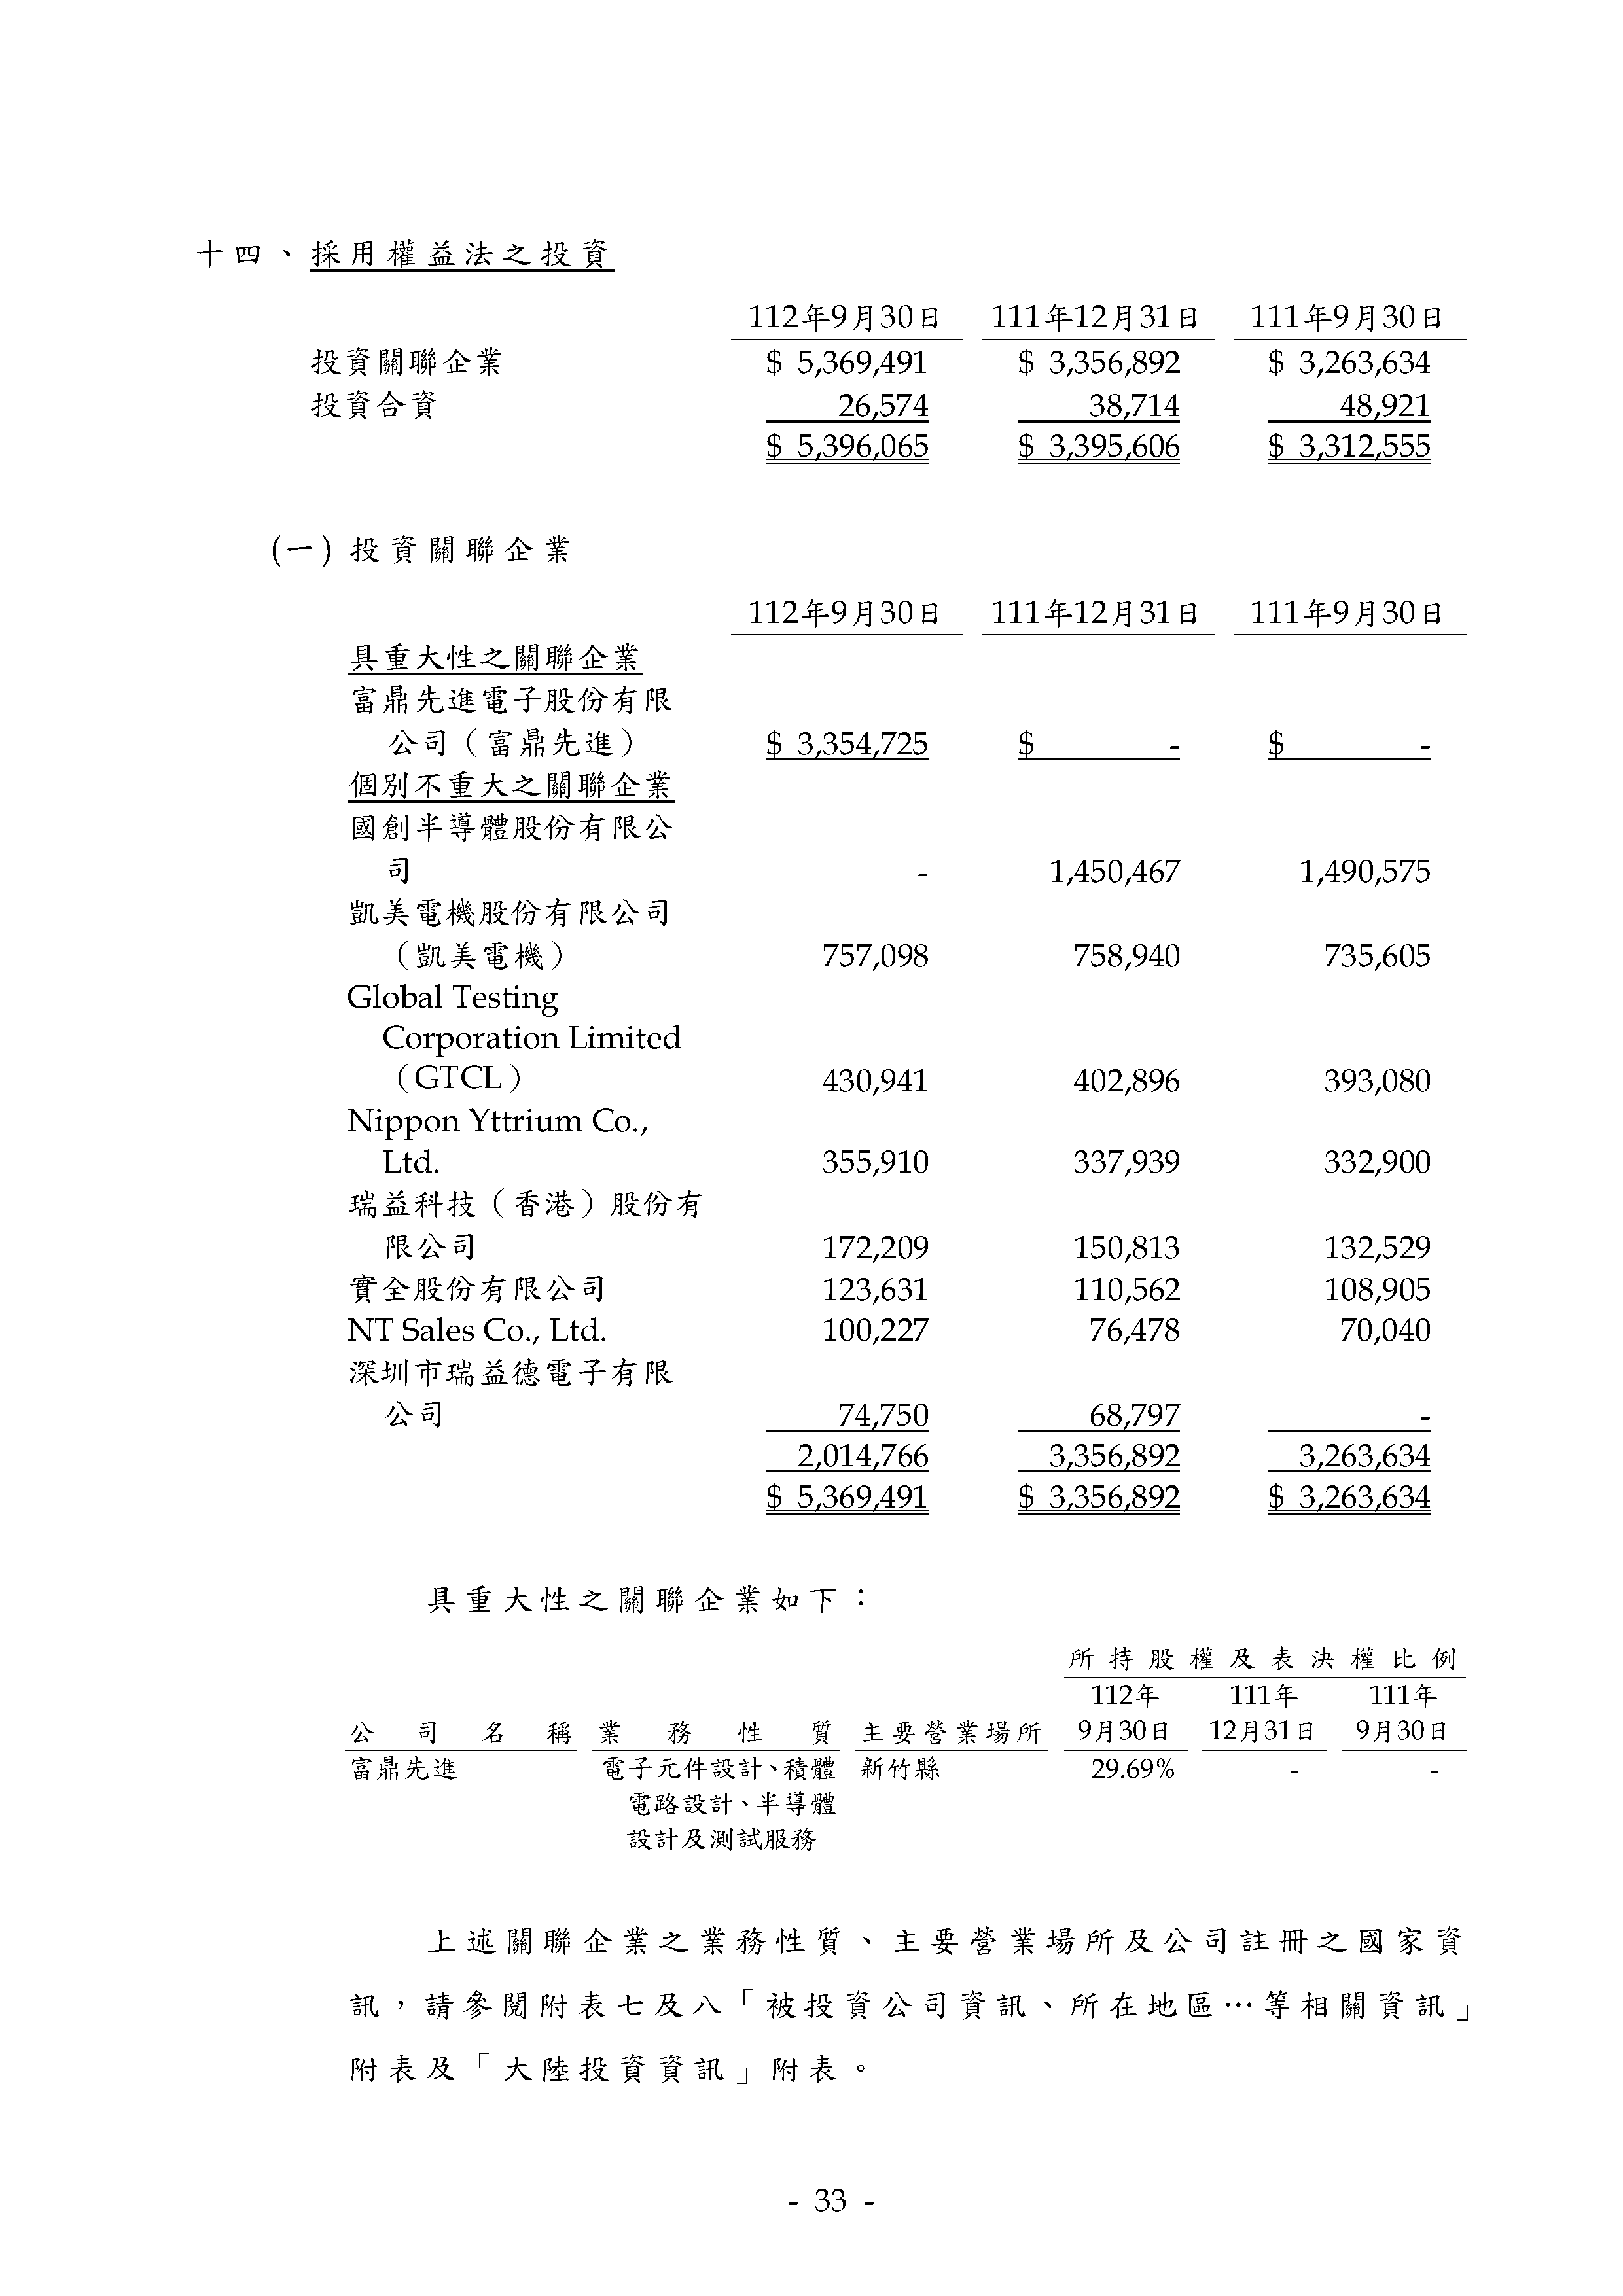 十四、採用權益法之投資
112年9月30日 111年12月31日 111年9月30日
投資關聯企業 $ 5,369,491 $ 3,356,892 $ 3,263,634
投資合資 26,574 38,714 48,921
$ 5,396,065 $ 3,395,606 $ 3,312,555
(一) 投資關聯企業
112年9月30日 111年12月31日 111年9月30日
具重大性之關聯企業
富鼎先進電子股份有限
公司（富鼎先進） $ 3,354,725 $ - $ -
個別不重大之關聯企業
國創半導體股份有限公
司 - 1,450,467 1,490,575
凱美電機股份有限公司
（凱美電機） 757,098 758,940 735,605
Global Testing
Corporation Limited
（GTCL） 430,941 402,896 393,080
Nippon Yttrium Co.,
Ltd. 355,910 337,939 332,900
瑞益科技（香港）股份有
限公司 172,209 150,813 132,529
實全股份有限公司 123,631 110,562 108,905
NT Sales Co., Ltd. 100,227 76,478 70,040
深圳市瑞益德電子有限
公司 74,750 68,797 -
2,014,766 3,356,892 3,263,634
$ 5,369,491 $ 3,356,892 $ 3,263,634
具重大性之關聯企業如下：
所持股權及表決權比例
112年 111年 111年
公司名稱 業務性質 主要營業場所 9月30日 12月31日 9月30日
富鼎先進 電子元件設計、積體 新竹縣 29.69% - -
電路設計、半導體
設計及測試服務
上述關聯企業之業務性質、主要營業場所及公司註冊之國家資
訊，請參閱附表七及八「被投資公司資訊、所在地區…等相關資訊」
附表及「大陸投資資訊」附表。
- 33 -